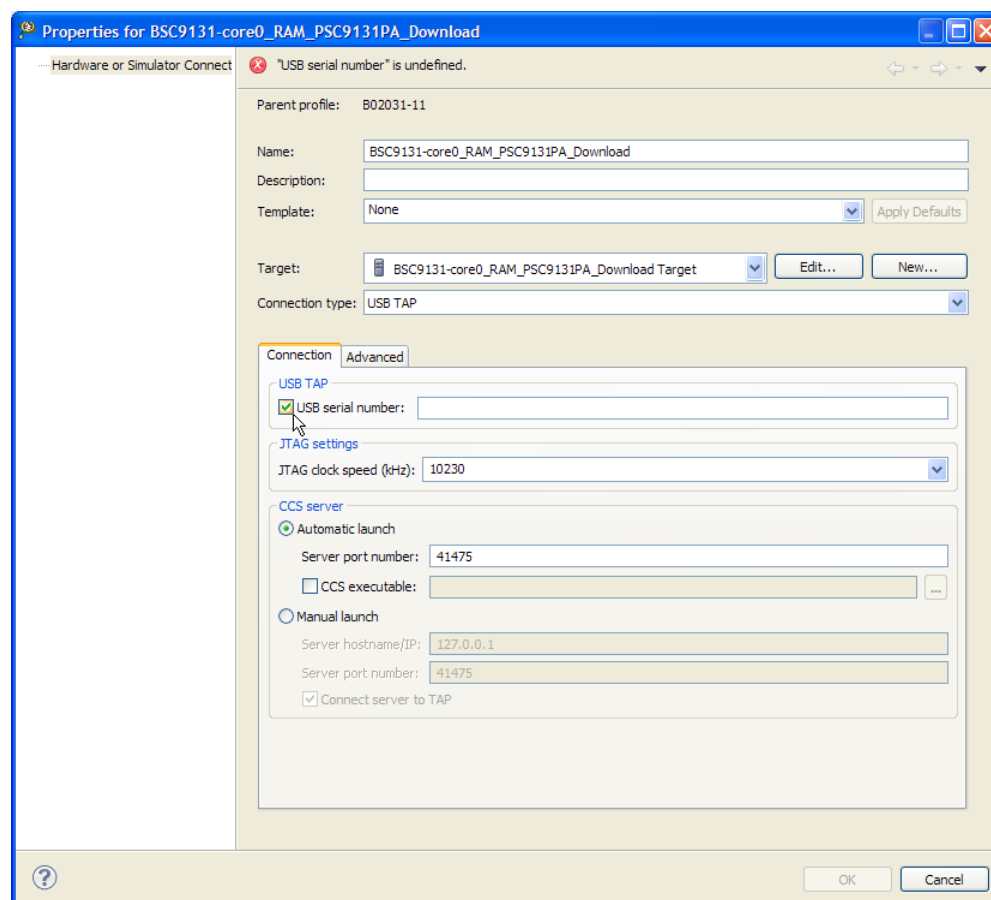 Properties for BSC9131-core0_RAM_PSC9131PA_Download
Hardware or Simulator Connect
"USB serial number" is undefined.
Parent profile: B02031-11
Name: BSC9131-core0_RAM_PSC9131PA_Download
Description:
Template: None Apply Defaults
Target: BSC9131-core0_RAM_PSC9131PA_Download Target Edit... New...
Connection type: USB TAP
Connection Advanced
USB TAP
USB serial number:
JTAG settings
JTAG clock speed (kHz): 10230
CCS server
Automatic launch
Server port number: 41475
CCS executable: ...
Manual launch
Server hostname/IP: 127.0.0.1
Server port number: 41475
Connect server to TAP
? OK Cancel